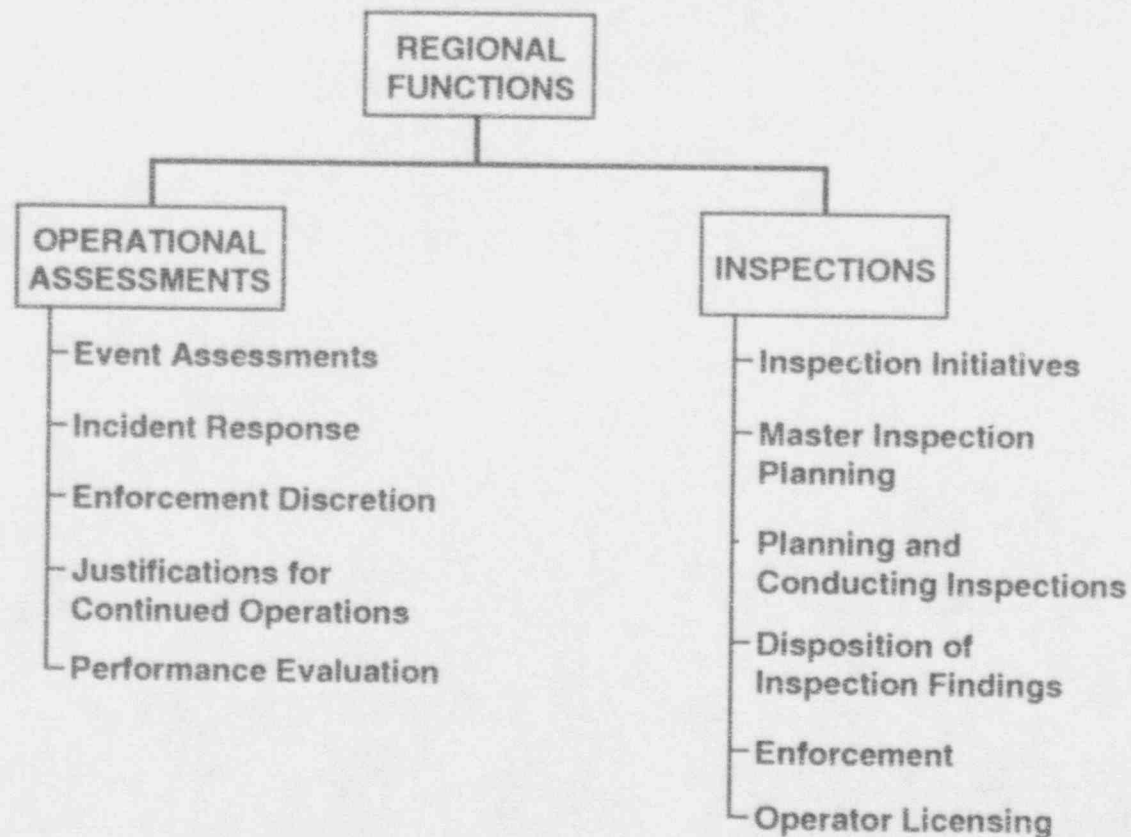 REGIONAL
FUNCTIONS
OPERATIONAL
ASSESSMENTS
Event Assessments
Incident Response
Enforcement Discretion
Justifications for
Continued Operations
Performance Evaluation
INSPECTIONS
Inspection Initiatives
Master Inspection
Planning
Planning and
Conducting Inspections
Disposition of
Inspection Findings
Enforcement
Operator Licensing